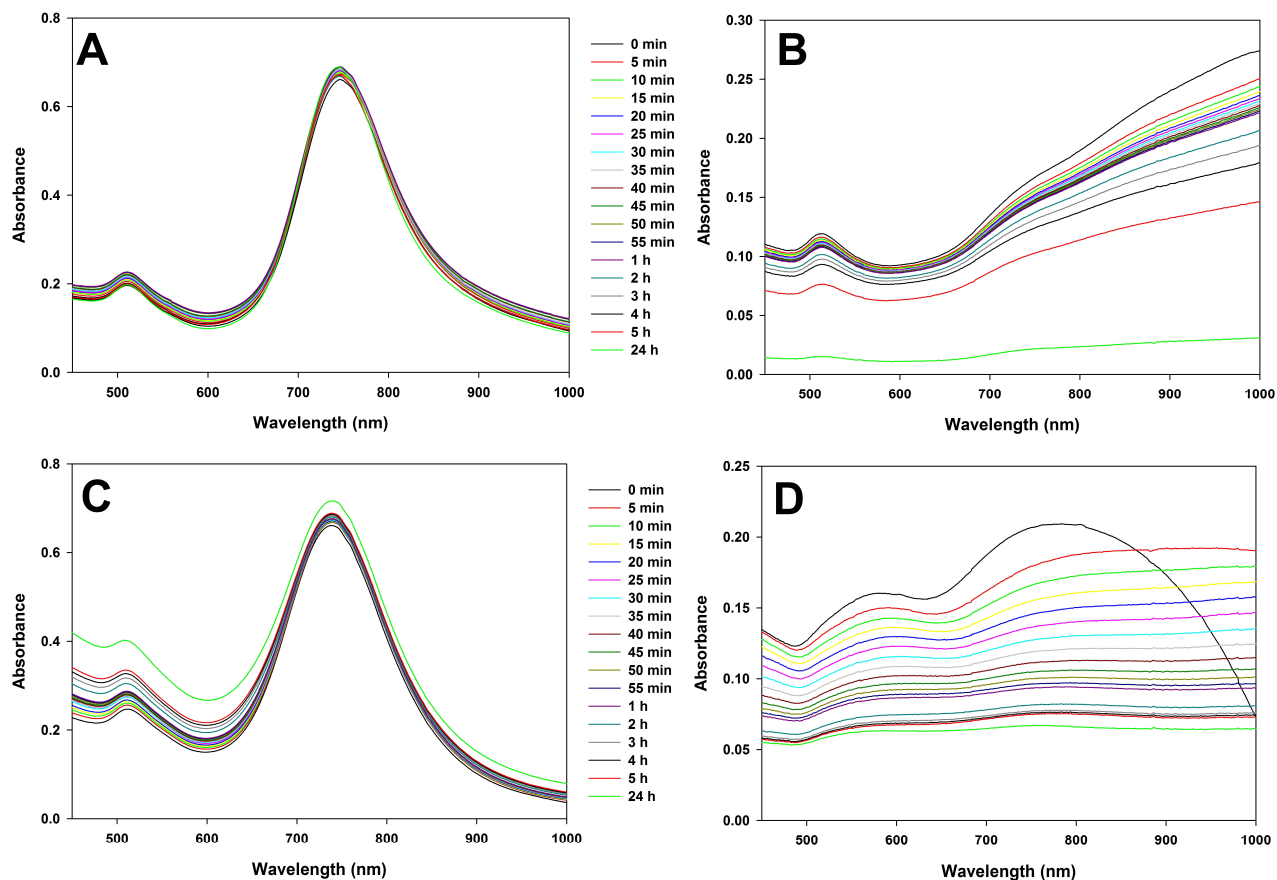 A
0.8
0.6
0.4
0.2
0.0
Absorbance
500 600 700 800 900 1000
Wavelength (nm)
0 min
5 min
10 min
15 min
20 min
25 min
30 min
35 min
40 min
45 min
50 min
55 min
1 h
2 h
3 h
4 h
5 h
24 h
B
0.30
0.25
0.20
0.15
0.10
0.05
0.00
Absorbance
500 600 700 800 900 1000
Wavelength (nm)
C
0.8
0.6
0.4
0.2
0.0
Absorbance
500 600 700 800 900 1000
Wavelength (nm)
0 min
5 min
10 min
15 min
20 min
25 min
30 min
35 min
40 min
45 min
50 min
55 min
1 h
2 h
3 h
4 h
5 h
24 h
D
0.25
0.20
0.15
0.10
0.05
0.00
Absorbance
500 600 700 800 900 1000
Wavelength (nm)